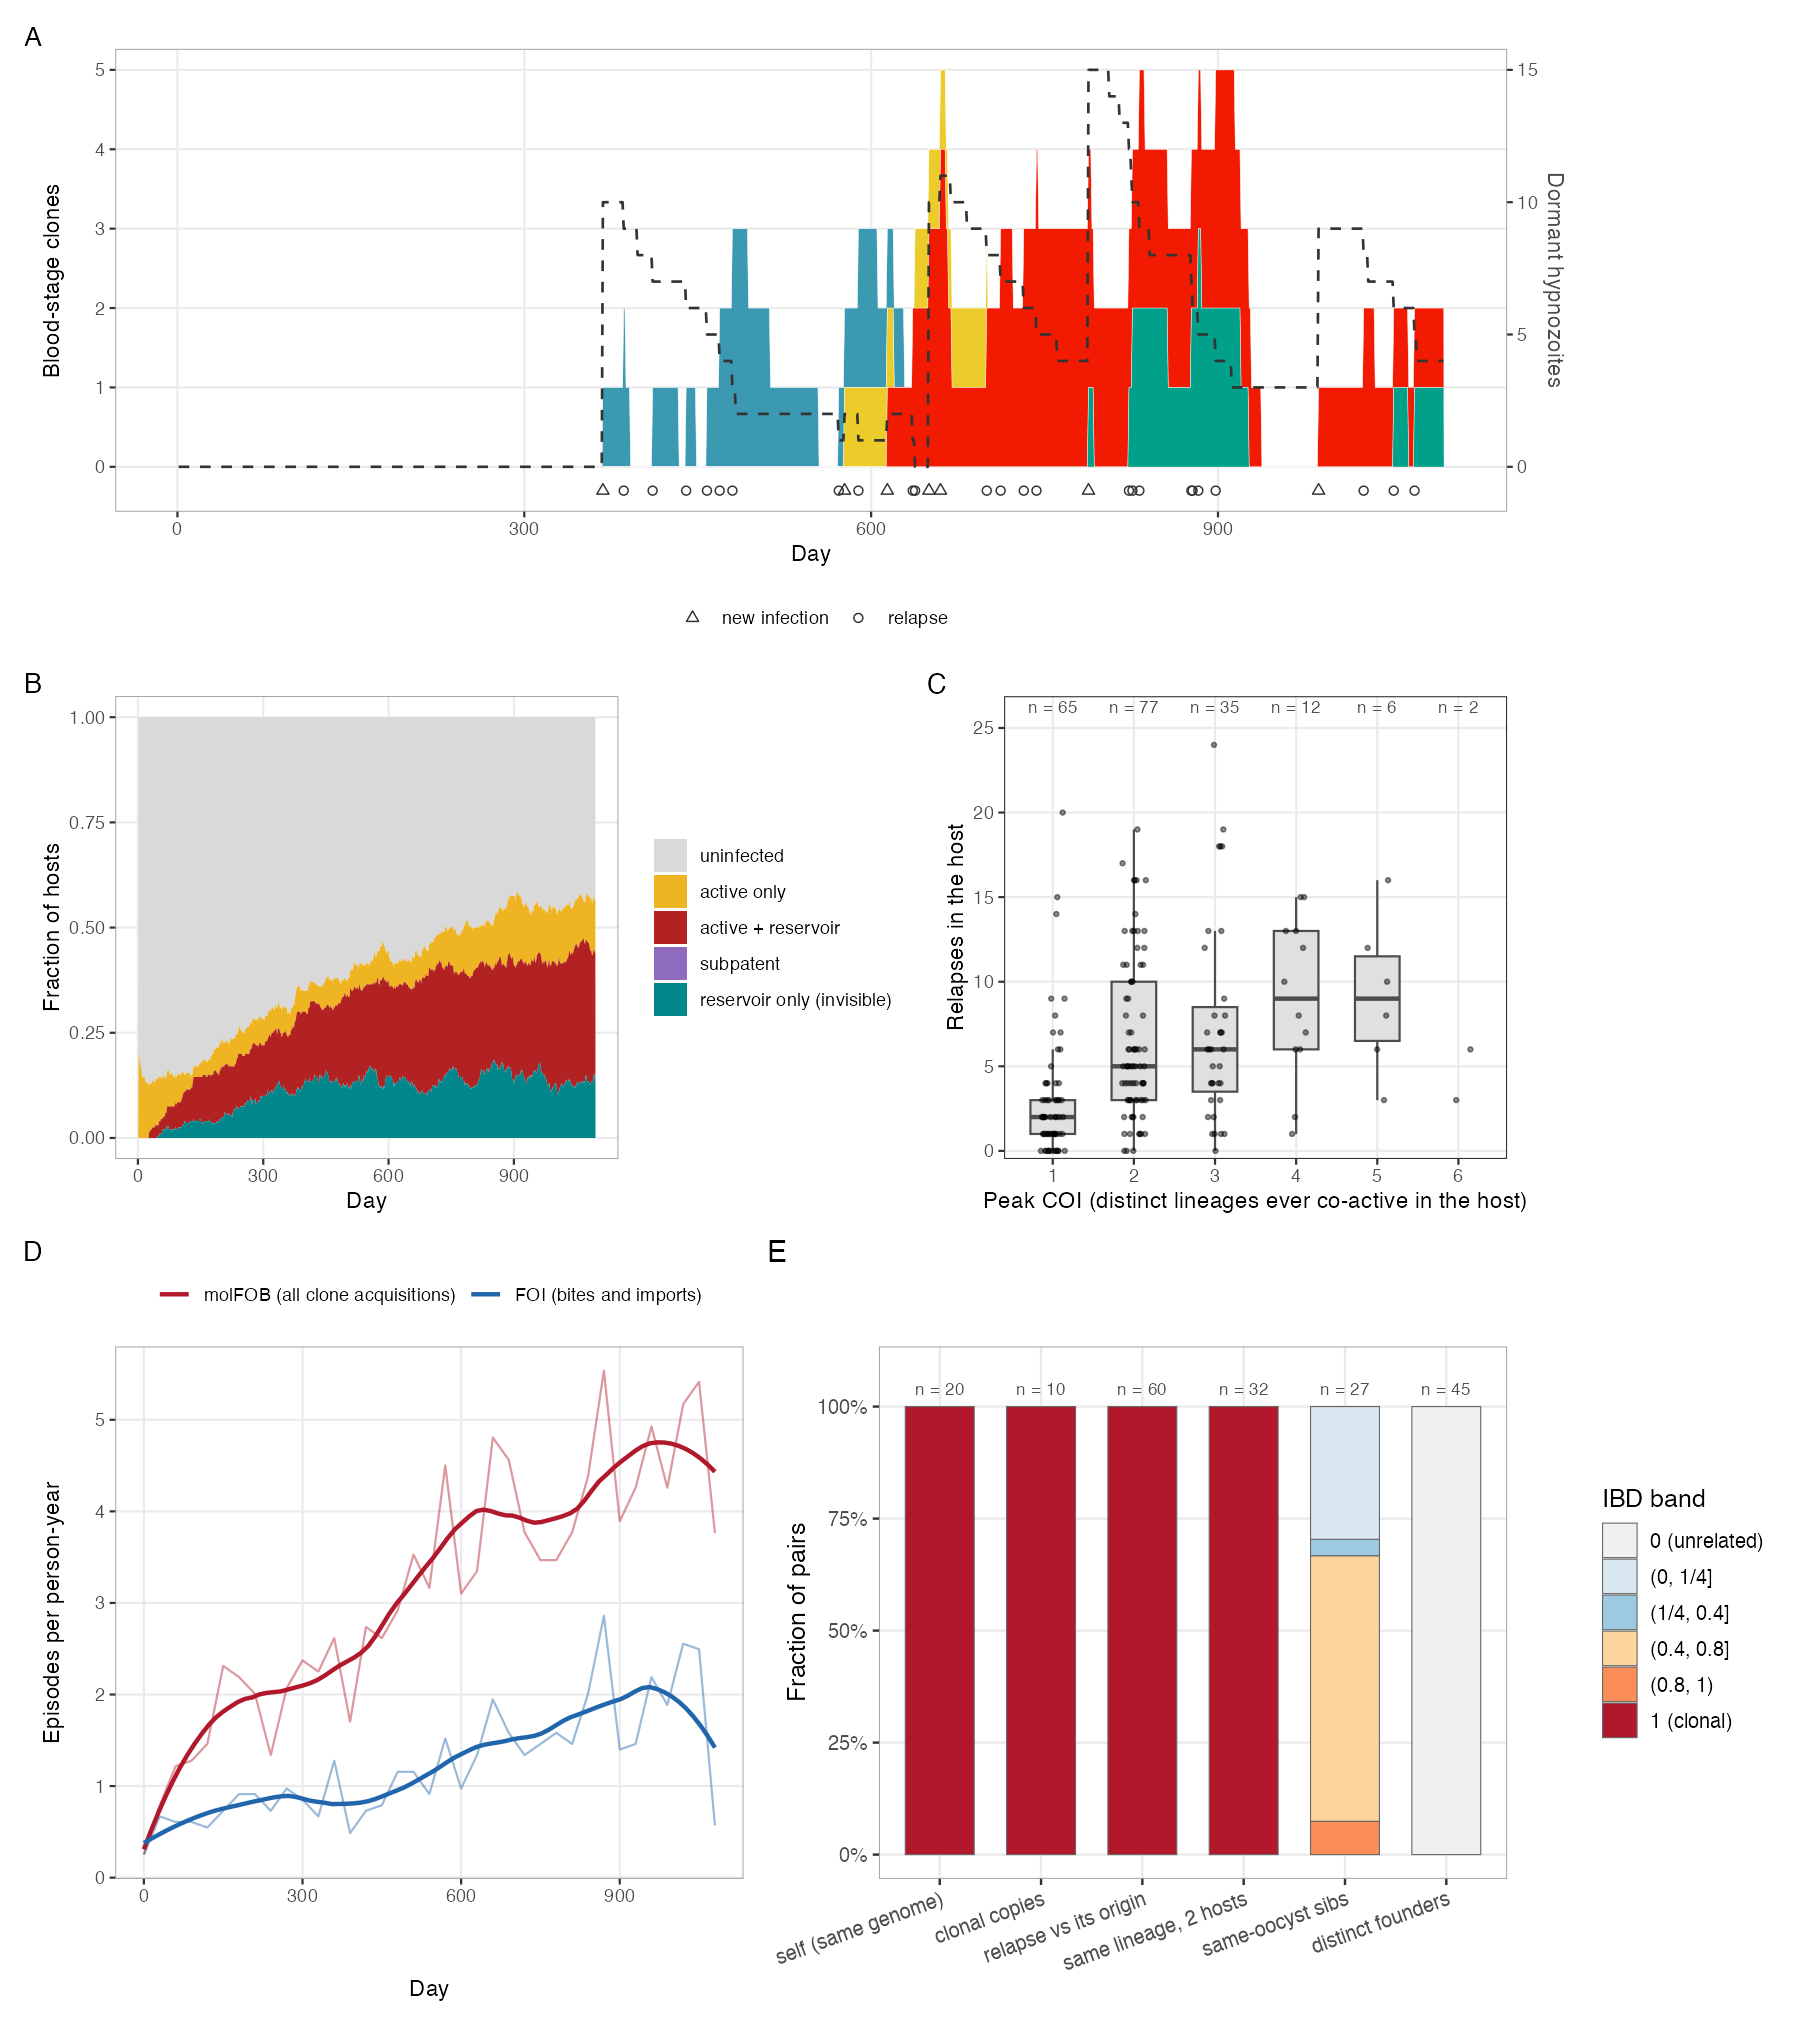 A
5
4
3
2
1
0
Blood-stage clones
15
10
5
0
Dormant hypnozoites
0
300
600
900
Day
new infection
relapse
B
1.00
0.75
0.50
0.25
0.00
Fraction of hosts
0
300
600
900
Day
uninfected
active only
active + reservoir
subpatent
reservoir only (invisible)
C
n = 65
n = 77
n = 35
n = 12
n = 6
n = 2
25
20
15
10
5
0
Relapses in the host
1
2
3
4
5
6
Peak COI (distinct lineages ever co-active in the host)
D
molFOB (all clone acquisitions)
FOI (bites and imports)
5
4
3
2
1
0
Episodes per person-year
0
300
600
900
Day
E
n = 20
n = 10
n = 60
n = 32
n = 27
n = 45
100%
75%
50%
25%
0%
Fraction of pairs
self (same genome)
clonal copies
relapse vs its origin
same lineage, 2 hosts
same-oocyst sibs
distinct founders
IBD band
0 (unrelated)
(0, 1/4]
(1/4, 0.4]
(0.4, 0.8]
(0.8, 1)
1 (clonal)